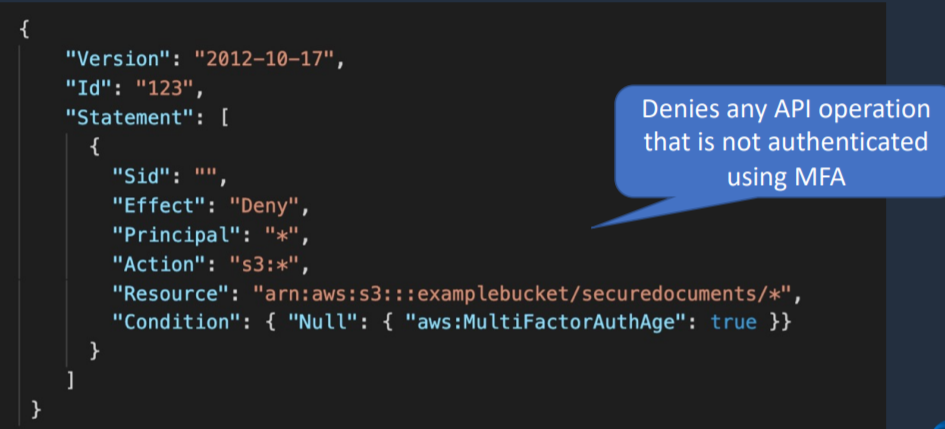 {
"Version": "2012-10-17",
"Id": "123",
"Statement": [
{
"Sid": "",
"Effect": "Deny",
"Principal": "*",
"Action": "s3:*",
"Resource": "arn:aws:s3:::examplebucket/securedocuments/*",
"Condition": { "Null": { "aws:MultiFactorAuthAge": true }}
}
]
}
Denies any API operation
that is not authenticated
using MFA